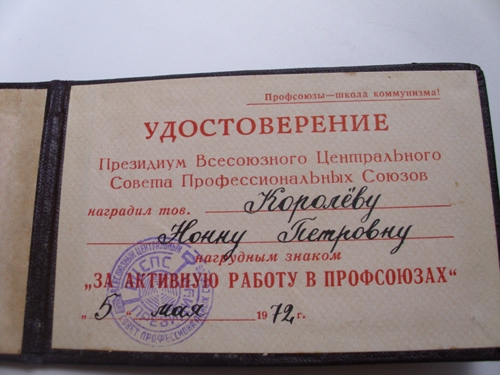 Профсоюзы—школа коммунизма!
УДОСТОВЕРЕНИЕ
Президиум Всесоюзного Центрального
Совета Профессиональных Союзов
наградил тов. Королёву
Нонну Петровну
нагрудным знаком
„ЗА АКТИВНУЮ РАБОТУ В ПРОФСОЮЗАХ“
„5“ мая 1972 г.
ВЦСПС